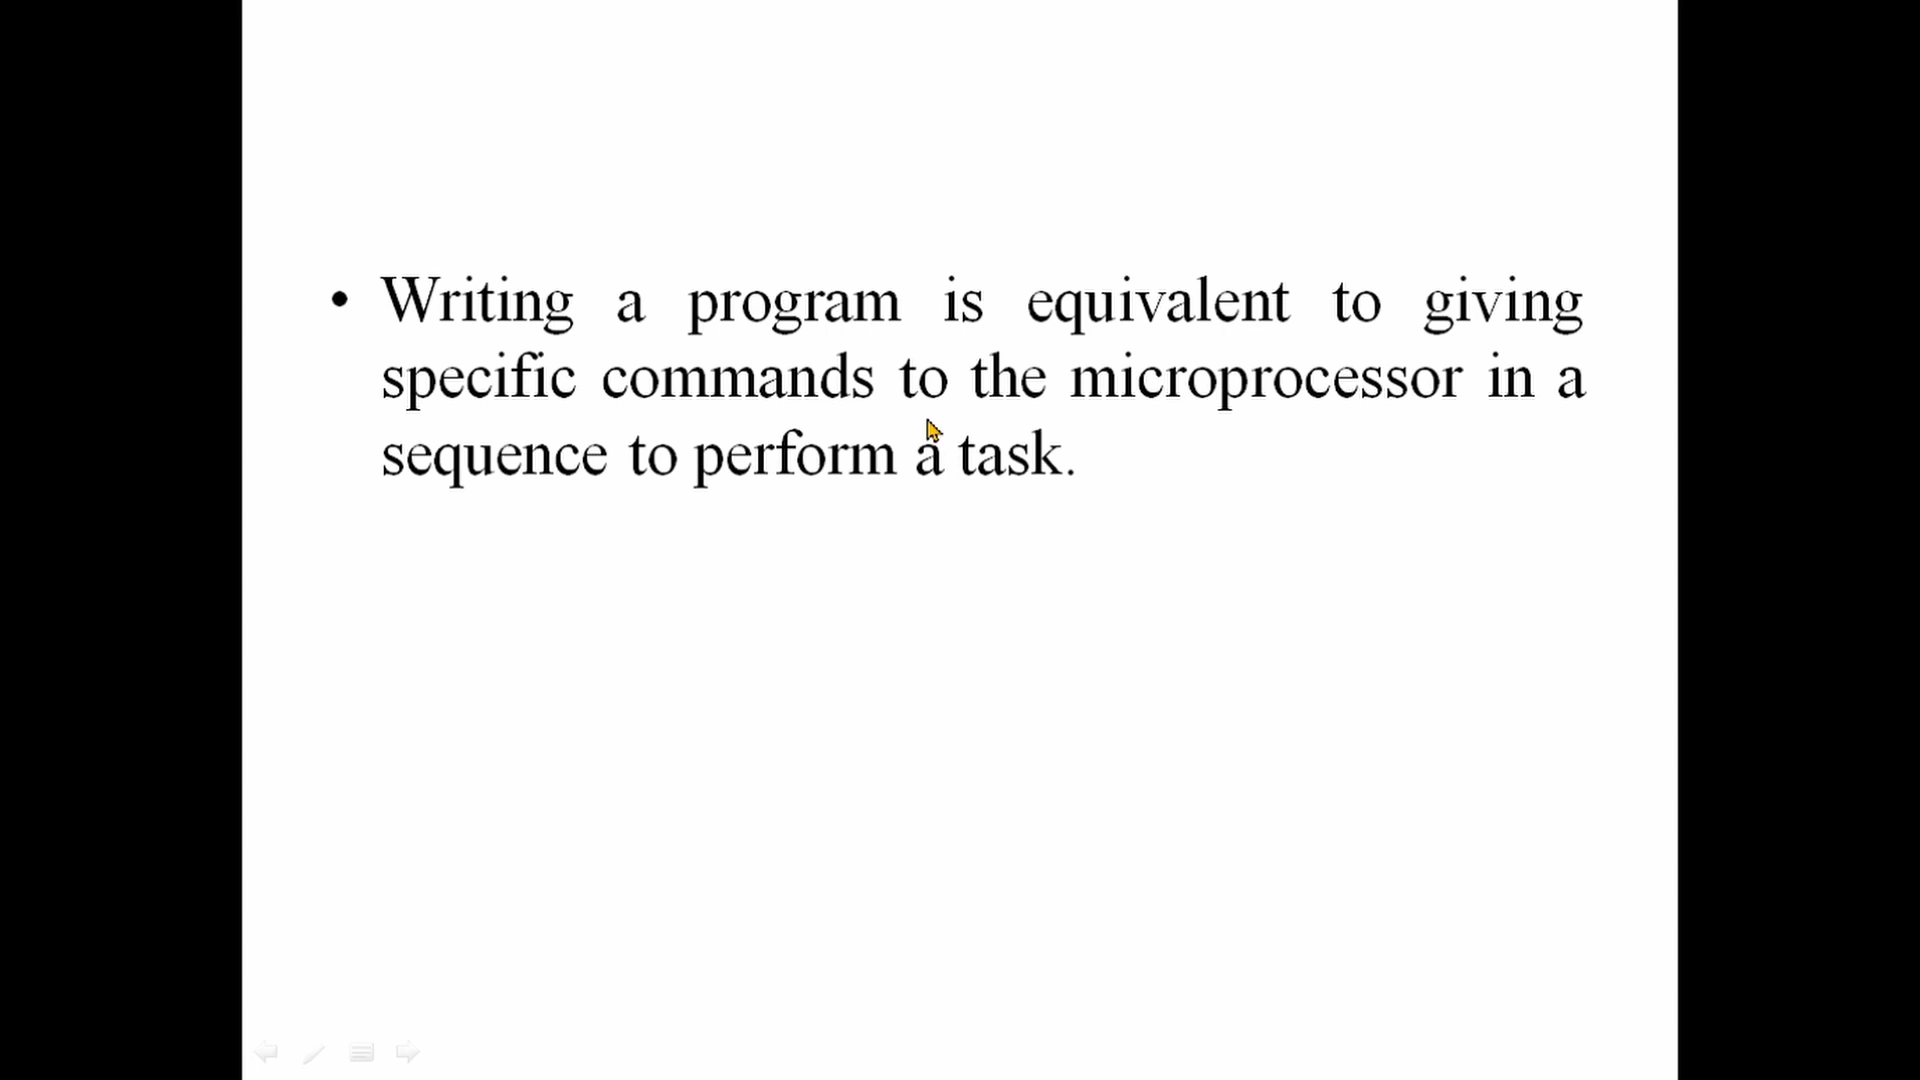 • Writing a program is equivalent to giving
specific commands to the microprocessor in a
sequence to perform a task.